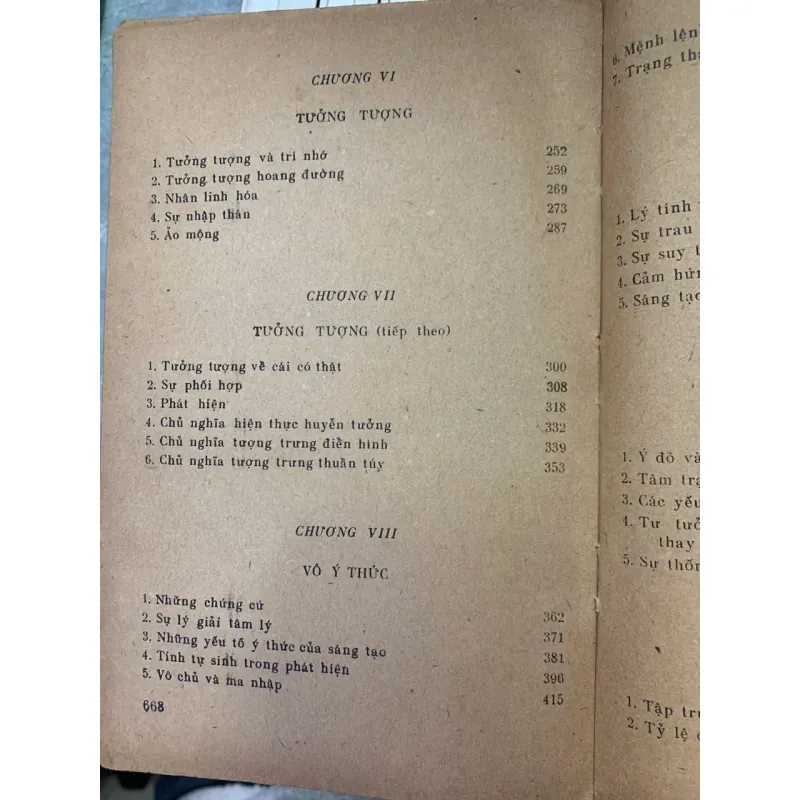 CHƯƠNG VI
TƯỞNG TƯỢNG
1. Tưởng tượng và trí nhớ 252
2. Tưởng tượng hoang đường 259
3. Nhân linh hóa 269
4. Sự nhập thần 273
5. Ảo mộng 287
CHƯƠNG VII
TƯỞNG TƯỢNG (tiếp theo)
1. Tưởng tượng về cái có thật 300
2. Sự phối hợp 308
3. Phát hiện 318
4. Chủ nghĩa hiện thực huyễn tưởng 332
5. Chủ nghĩa tượng trưng điển hình 339
6. Chủ nghĩa tượng trưng thuần túy 353
CHƯƠNG VIII
VÔ Ý THỨC
1. Những chứng cứ 362
2. Sự lý giải tâm lý 371
3. Những yếu tố ý thức của sáng tạo 381
4. Tính tự sinh trong phát hiện 396
5. Vô chủ và ma nhập 415
668
6. Mệnh
7. Trạng
1. Lý tính
2. Sự trau
3. Sự suy
4. Cảm
5. Sáng tạo
1. Ý đồ và
2. Tâm
3. Các yếu
4. Tư
thay
5. Sự
1. Tập
2. Tỷ lệ